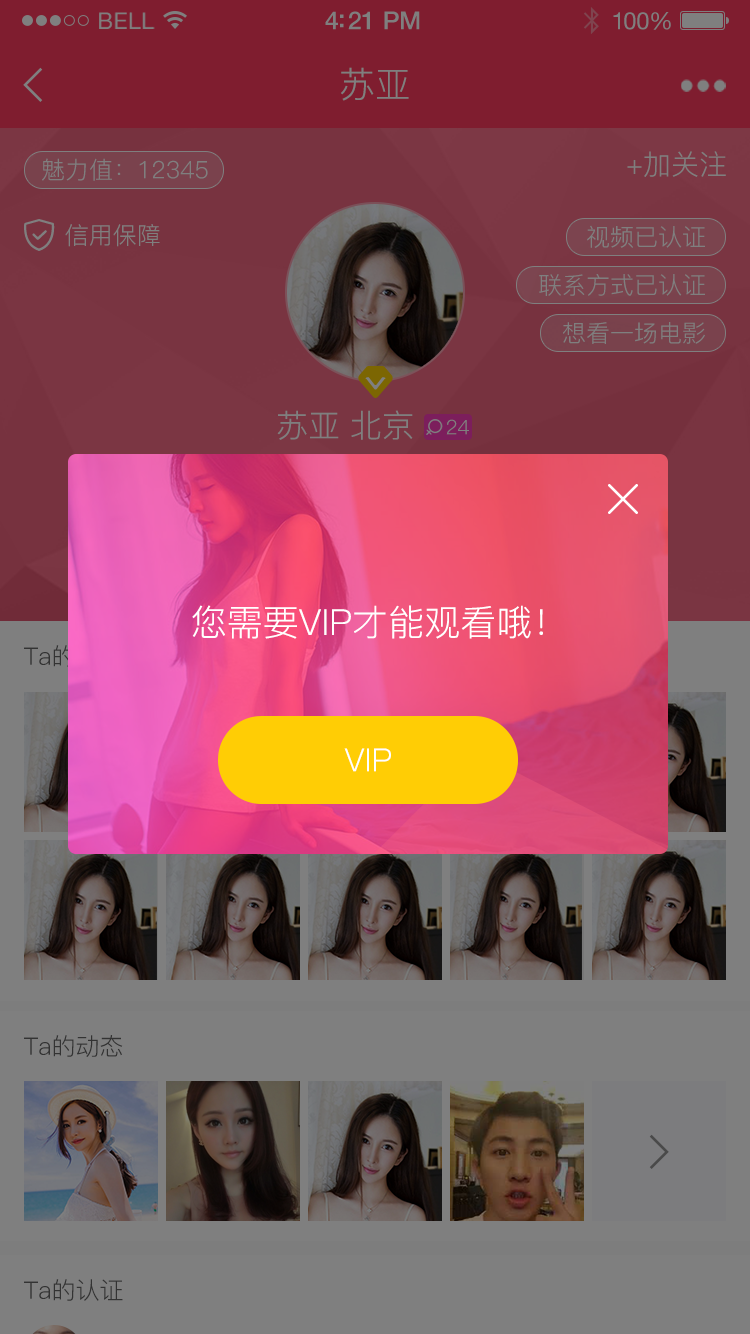 BELL 4:21 PM 100%
苏亚
魅力值：12345
+加关注
信用保障
视频已认证
联系方式已认证
想看一场电影
苏亚 北京 24
您需要VIP才能观看哦！
VIP
Ta的
Ta的动态
Ta的认证